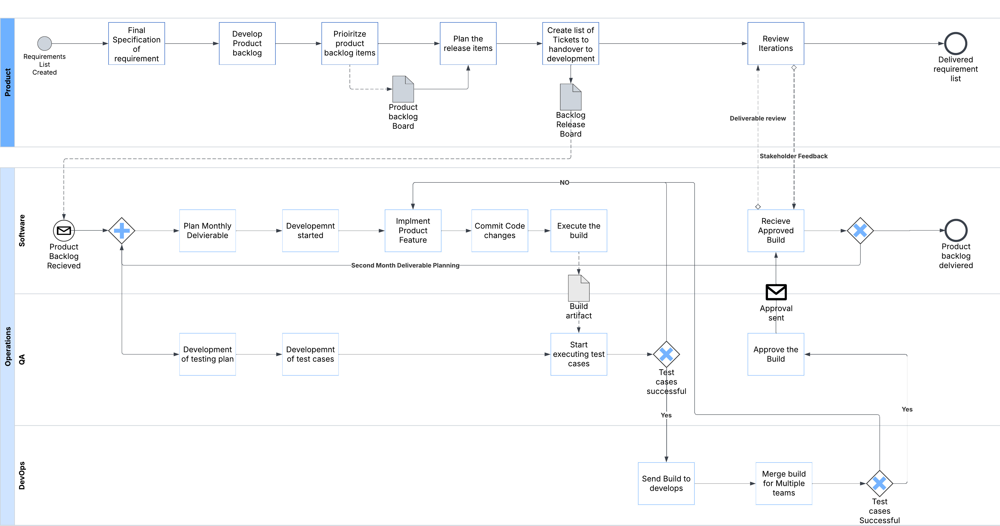 Product
Requirements
List
Created
Final
Specification
of
requirement
Develop
Product
backlog
Prioiritze
product
backlog items
Plan the
release items
Create list of
Tickets to
handover to
development
Review
Iterations
Delivered
requirement
list
Product
backlog
Board
Backlog
Release
Board
Deliverable review
Stakeholder Feedback
Operations
Software
NO
Product
Backlog
Recieved
Plan Monthly
Delvierable
Developemnt
started
Implment
Product
Feature
Commit Code
changes
Execute the
build
Recieve
Approved
Build
Product
backlog
delviered
Second Month Deliverable Planning
Build
artifact
Approval
sent
QA
Development
of testing plan
Developemnt
of test cases
Start
executing test
cases
Test
cases
successful
Approve the
Build
Yes
Yes
DevOps
Send Build to
develops
Merge build
for Multiple
teams
Test
cases
Successful